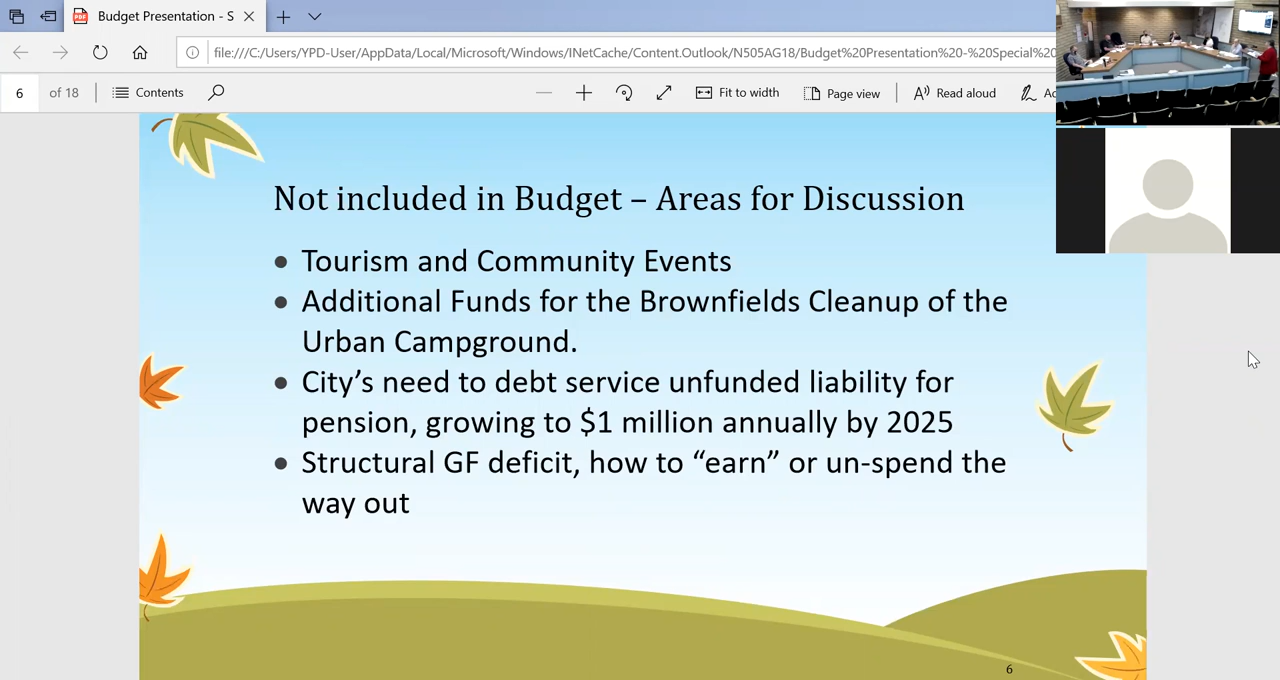 Budget Presentation - S
file:///C:/Users/YPD-User/AppData/Local/Microsoft/Windows/INetCache/Content.Outlook/N505AG18/Budget%20Presentation%20-%20Special%20
6 of 18 Contents Fit to width Page view Read aloud
Not included in Budget – Areas for Discussion
● Tourism and Community Events
● Additional Funds for the Brownfields Cleanup of the
Urban Campground.
● City’s need to debt service unfunded liability for
pension, growing to $1 million annually by 2025
● Structural GF deficit, how to “earn” or un-spend the
way out
6